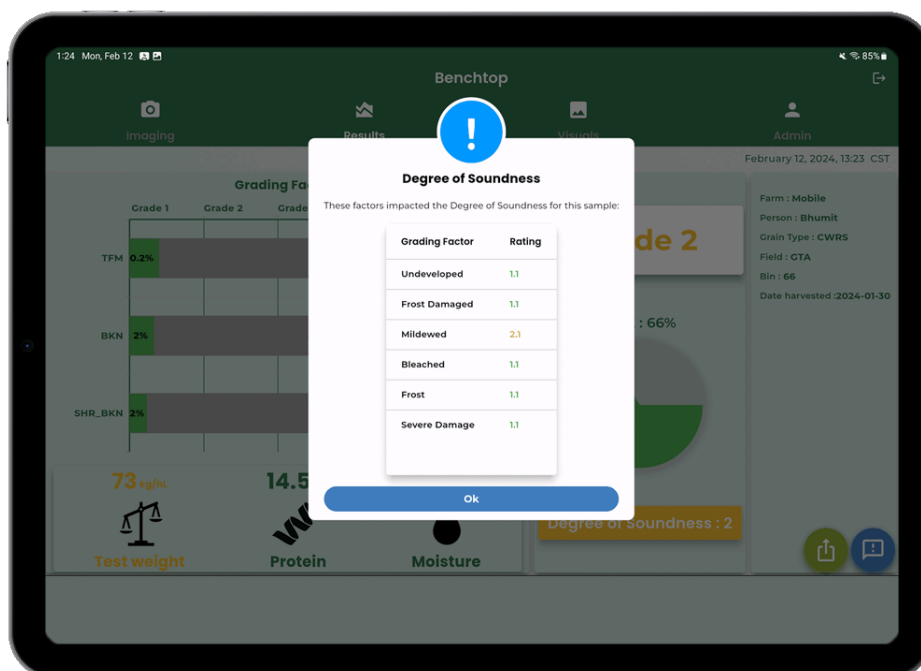 1:24 Mon, Feb 12
85%
Benchtop
Imaging
Results
Visuals
Admin
February 12, 2024, 13:23 CST
Grading Fa
Grade 1 Grade 2 Grade
TFM 0.2%
BKN 2%
SHR_BKN 2%
73 kg/hL
Test weight
14.5
Protein
Moisture
!
Degree of Soundness
These factors impacted the Degree of Soundness for this sample:
Grading Factor Rating
Undeveloped 1.1
Frost Damaged 1.1
Mildewed 2.1
Bleached 1.1
Frost 1.1
Severe Damage 1.1
Ok
de 2
: 66%
Degree of Soundness : 2
Farm : Mobile
Person : Bhumit
Grain Type : CWRS
Field : GTA
Bin : 66
Date harvested :2024-01-30